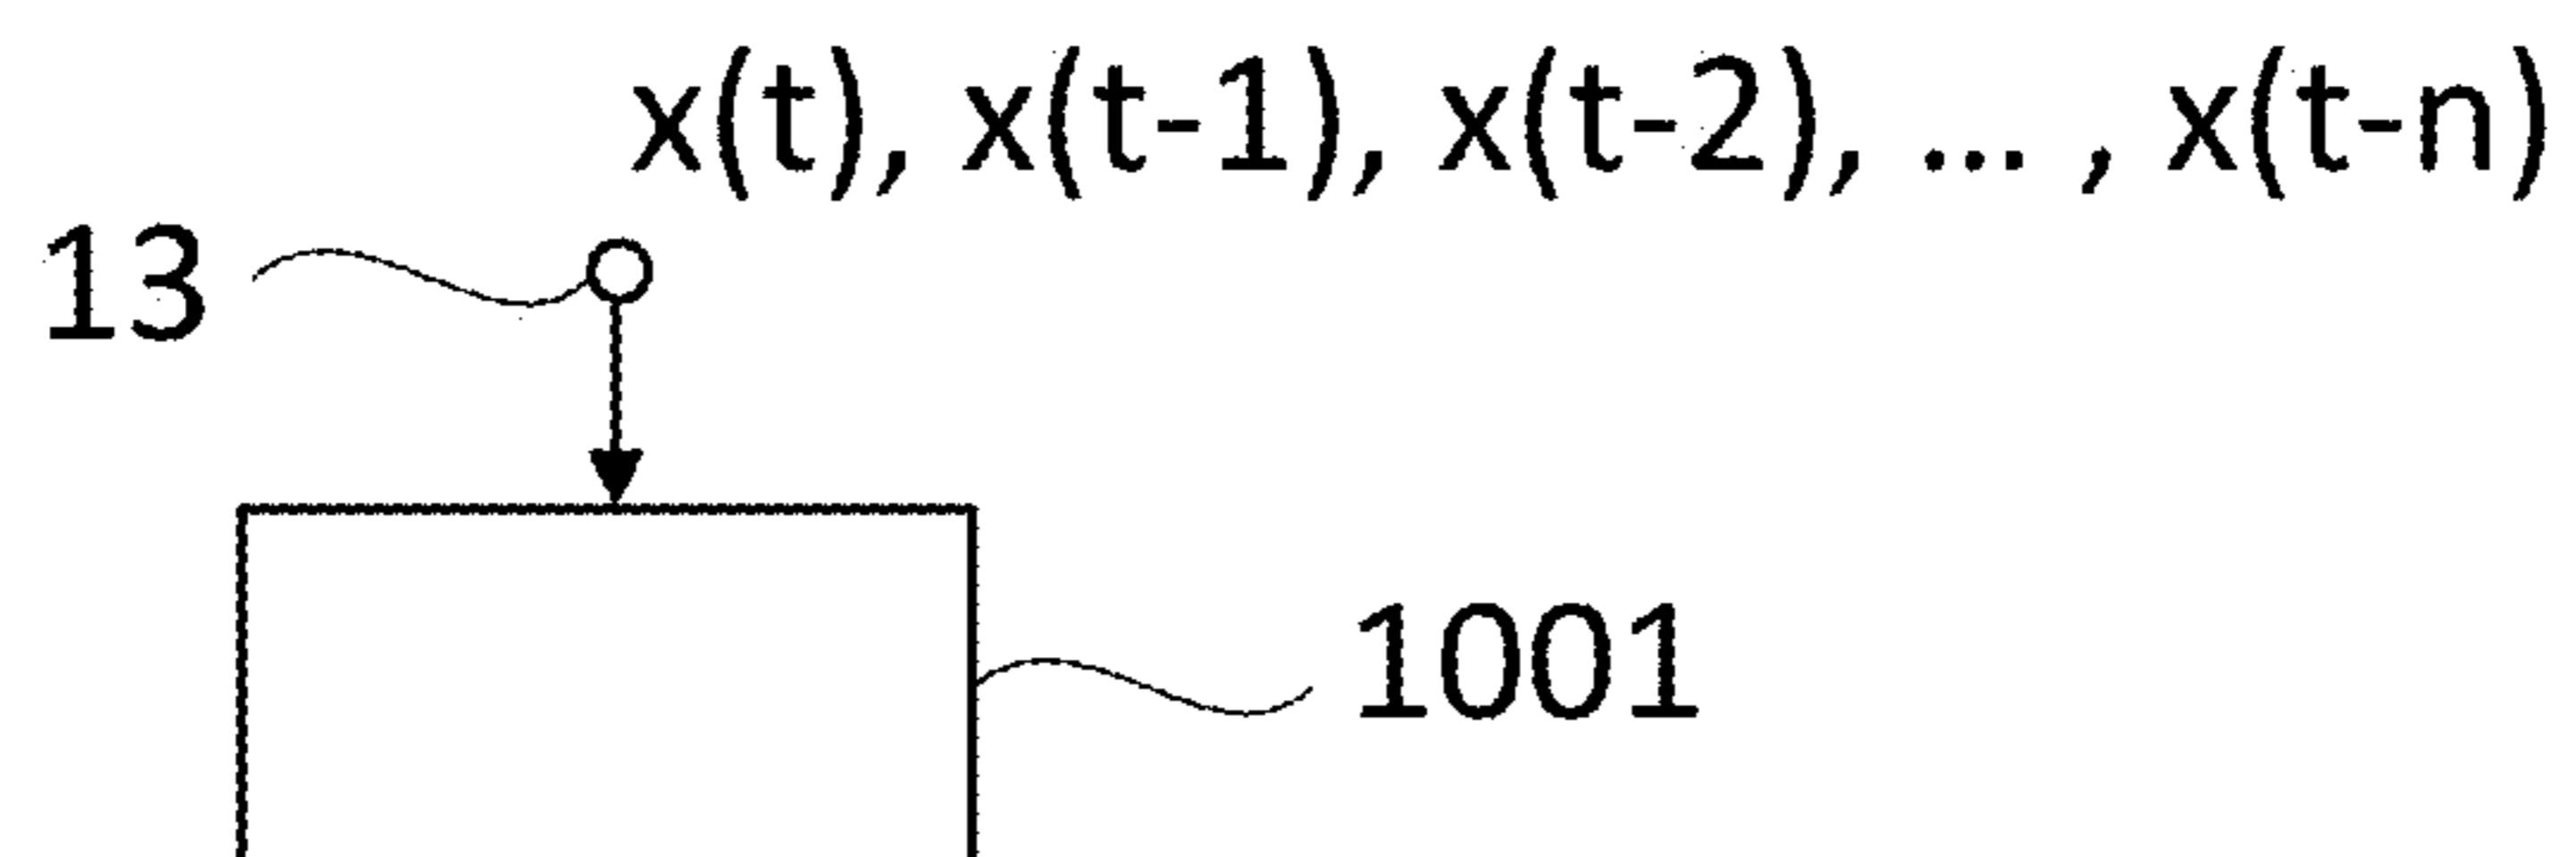 x(t), x(t-1), x(t-2), ... , x(t-n)
13
1001